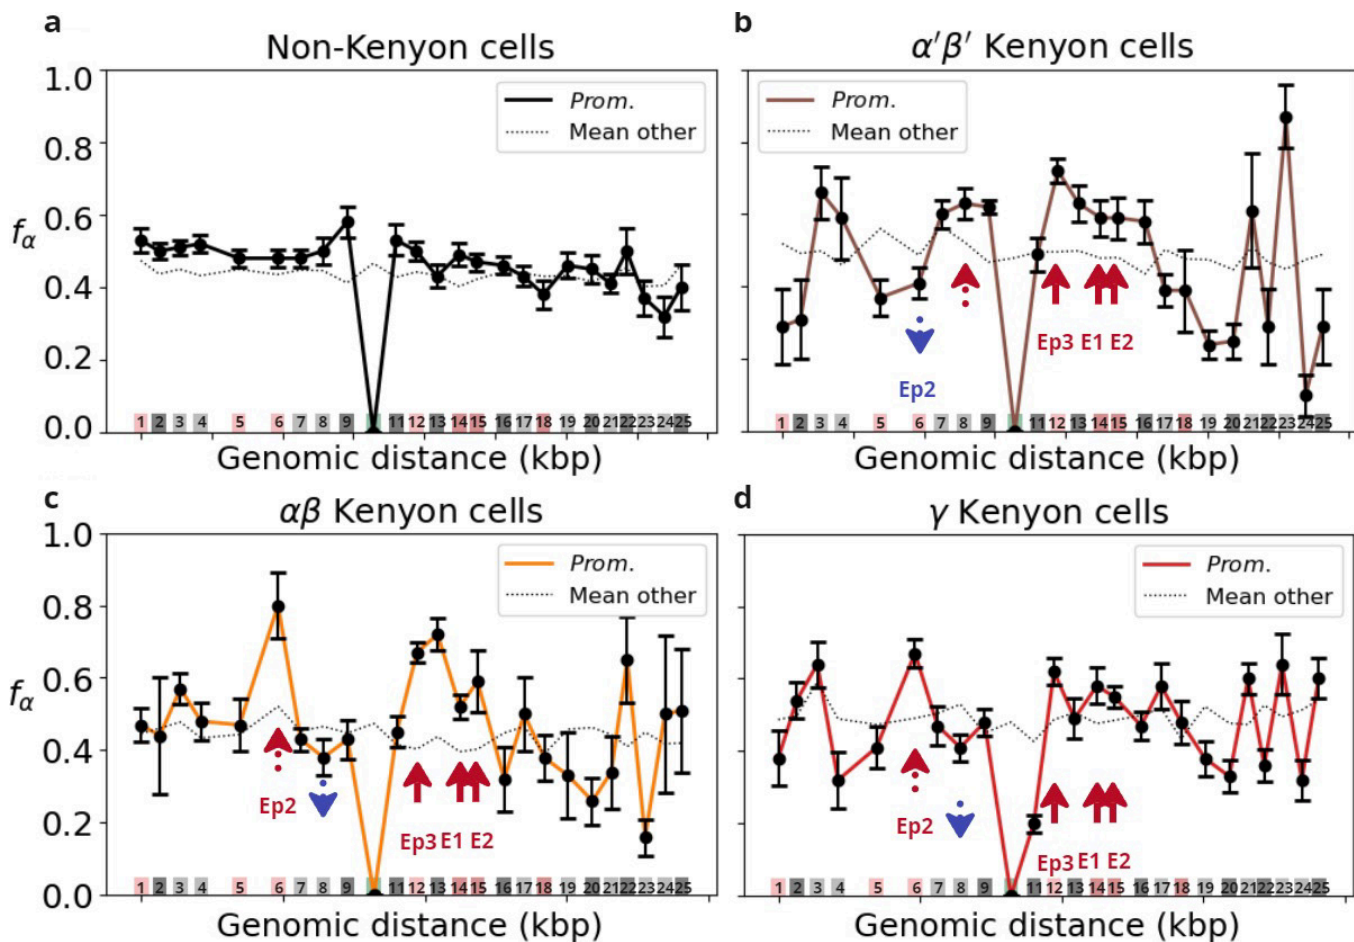 a
Non-Kenyon cells
1.0
0.8
0.6
0.4
0.2
0.0
fα
Prom.
Mean other
1 2 3 4 5 6 7 8 9 11 12 13 14 15 16 17 18 19 20 21 22 23 24 25
Genomic distance (kbp)
b
α′β′ Kenyon cells
Prom.
Mean other
Ep2
Ep3 E1 E2
1 2 3 4 5 6 7 8 9 11 12 13 14 15 16 17 18 19 20 21 22 23 24 25
Genomic distance (kbp)
c
αβ Kenyon cells
1.0
0.8
0.6
0.4
0.2
0.0
fα
Prom.
Mean other
Ep2
Ep3 E1 E2
1 2 3 4 5 6 7 8 9 11 12 13 14 15 16 17 18 19 20 21 22 23 24 25
Genomic distance (kbp)
d
γ Kenyon cells
Prom.
Mean other
Ep2
Ep3 E1 E2
1 2 3 4 5 6 7 8 9 11 12 13 14 15 16 17 18 19 20 21 22 23 24 25
Genomic distance (kbp)